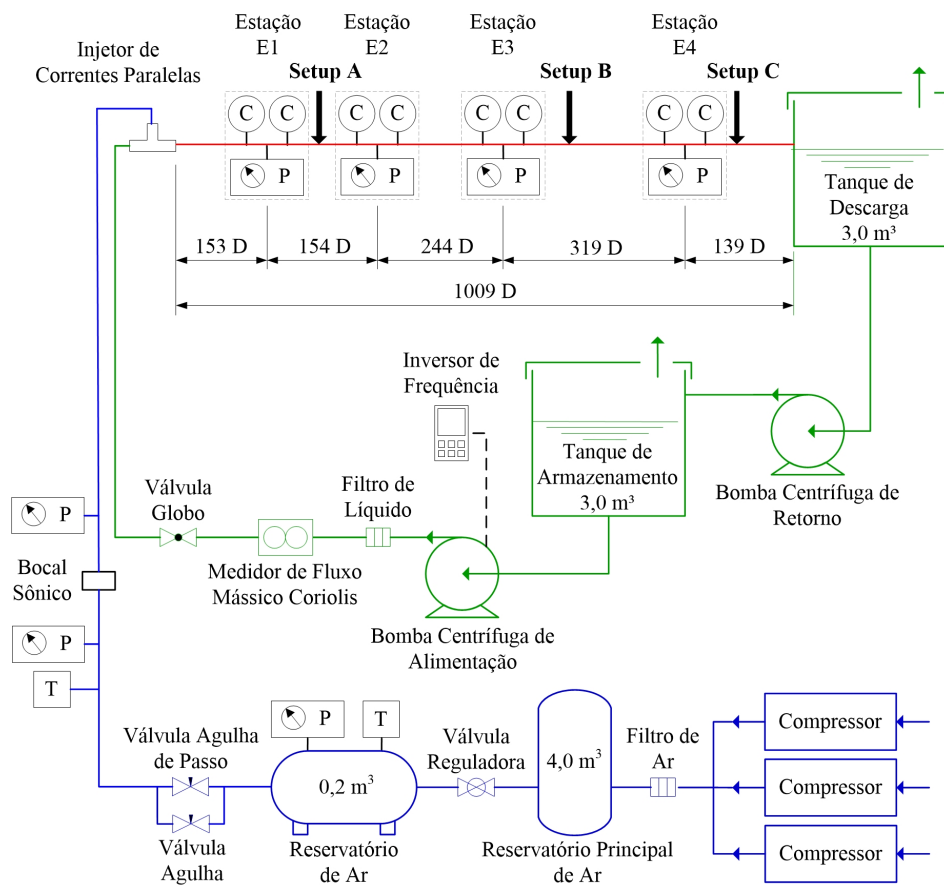 Estação
E1
Estação
E2
Estação
E3
Estação
E4
Injetor de
Correntes Paralelas
Setup A
Setup B
Setup C
C
C
C
C
C
C
C
C
P
P
P
P
Tanque de
Descarga
3,0 m³
153 D
154 D
244 D
319 D
139 D
1009 D
Inversor de
Frequência
Tanque de
Armazenamento
3,0 m³
Bomba Centrífuga de
Retorno
Válvula
Globo
Filtro de
Líquido
P
Medidor de Fluxo
Mássico Coriolis
Bocal
Sônico
Bomba Centrífuga de
Alimentação
P
T
P
T
Válvula Agulha
de Passo
Válvula
Reguladora
Filtro de
Ar
0,2 m³
4,0 m³
Compressor
Compressor
Compressor
Válvula
Agulha
Reservatório
de Ar
Reservatório Principal
de Ar